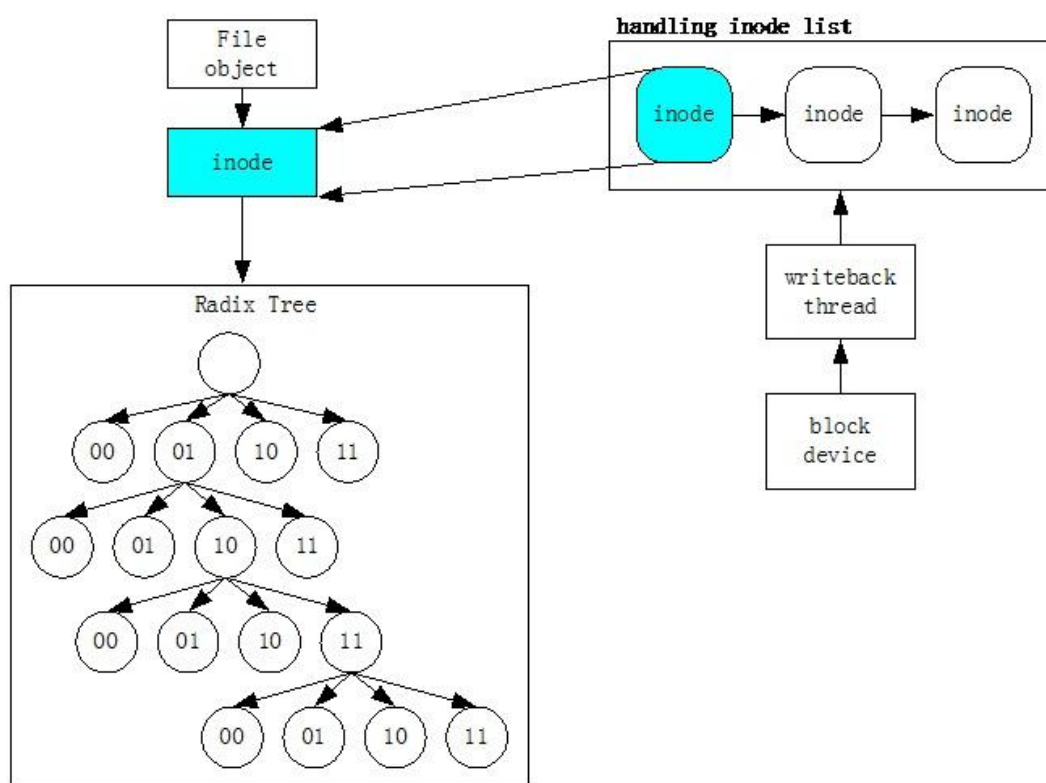 File
object
inode
handling inode list
inode
inode
inode
writeback
thread
block
device
Radix Tree
00
01
10
11
00
01
10
11
00
01
10
11
00
01
10
11